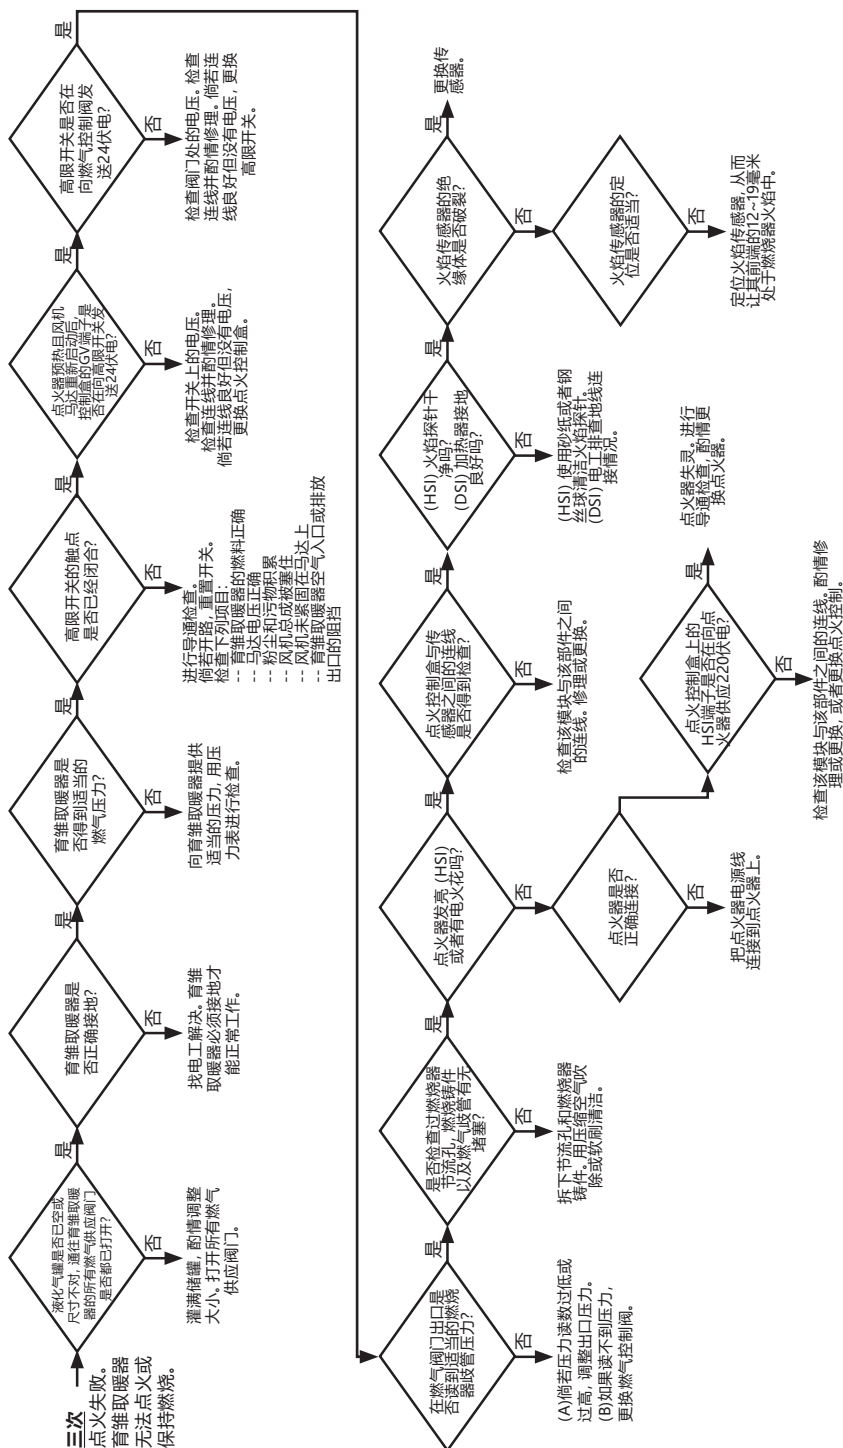 三次
点火失败。
育雏取暖器
无法点火或
保持燃烧。
液化气罐是否已空或
尺寸不对，通往育雏取暖
器的所有燃气供应阀门
是否都已打开?
是
否
灌满储罐，酌情调整
大小。打开所有燃气
供应阀门。
育雏取暖器是
否正确接地?
是
否
找电工解决。育雏
取暖器必须接地才
能正常工作。
育雏取暖器是
否得到适当的
燃气压力?
是
否
向育雏取暖器提供
适当的压力，用压
力表进行检查。
高限开关的触点
是否已经闭合?
是
否
进行导通检查。
倘若开路，重置开关。
检查下列项目：
-- 育雏取暖器的燃料正确
-- 马达电压正确
-- 粉尘和污物积累
-- 风机总成被塞住
-- 风机未紧固在马达上
-- 育雏取暖器空气入口或排放
出口的阻挡
点火器预热且风机
马达重新启动后，
控制盒的GV端子是
否在向高限开关发
送24伏电?
是
否
检查开关上的电压。
检查连线并酌情修理。
倘若连线良好但没有电压，
更换点火控制盒。
高限开关是否在
向燃气控制阀发
送24伏电?
是
否
检查阀门处的电压。检查
连线并酌情修理。倘若连
线良好但没有电压，更换
高限开关。
在燃气阀门出口是
否读到适当的燃烧
器歧管压力?
是
否
(A)倘若压力读数过低或
过高，调整出口压力。
(B)如果读不到压力，
更换燃气控制阀。
是否检查过燃烧器
节流孔，燃烧铸件
以及燃气歧管有无
堵塞?
是
否
拆下节流孔和燃烧器
铸件。用压缩空气吹
除或软刷清洁。
点火器发亮 (HSI)
或者有电火花吗?
是
否
点火器是否
正确连接?
否
把点火器电源线
连接到点火器上。
点火控制盒上的
HSI端子是否在向点
火器供应220伏电?
是
点火器失灵。进行
导通检查，酌情更
换点火器。
否
检查该模块与该部件之间的连线。酌情修
理或更换，或者更换点火控制。
点火控制盒与传
感器之间的连线
是否得到检查?
是
否
检查该模块与该部件之间
的连线。修理或更换。
(HSI) 火焰探针干
净吗?
(DSI) 加热器接地
良好吗?
是
否
(HSI) 使用砂纸或者钢
丝球清洁火焰探针。
(DSI) 电工排查地线连
接情况。
火焰传感器的绝
缘体是否破裂?
是
更换传
感器。
否
火焰传感器的定
位是否适当?
否
定位火焰传感器，从而
让其前端的12~19毫米
处于燃烧器火焰中。